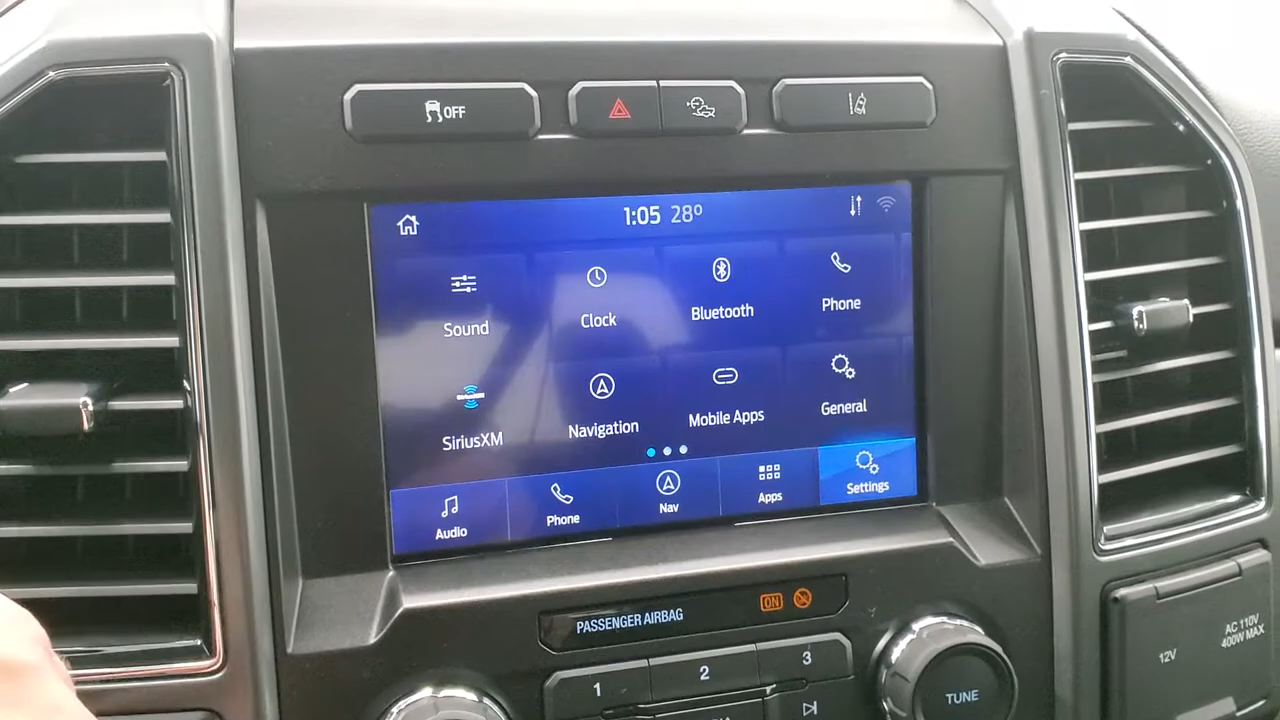 OFF
1:05 28°
Sound
Clock
Bluetooth
Phone
SiriusXM
Navigation
Mobile Apps
General
Audio
Phone
Nav
Apps
Settings
PASSENGER AIRBAG
ON
1
2
3
TUNE
12V
AC 110V
400W MAX